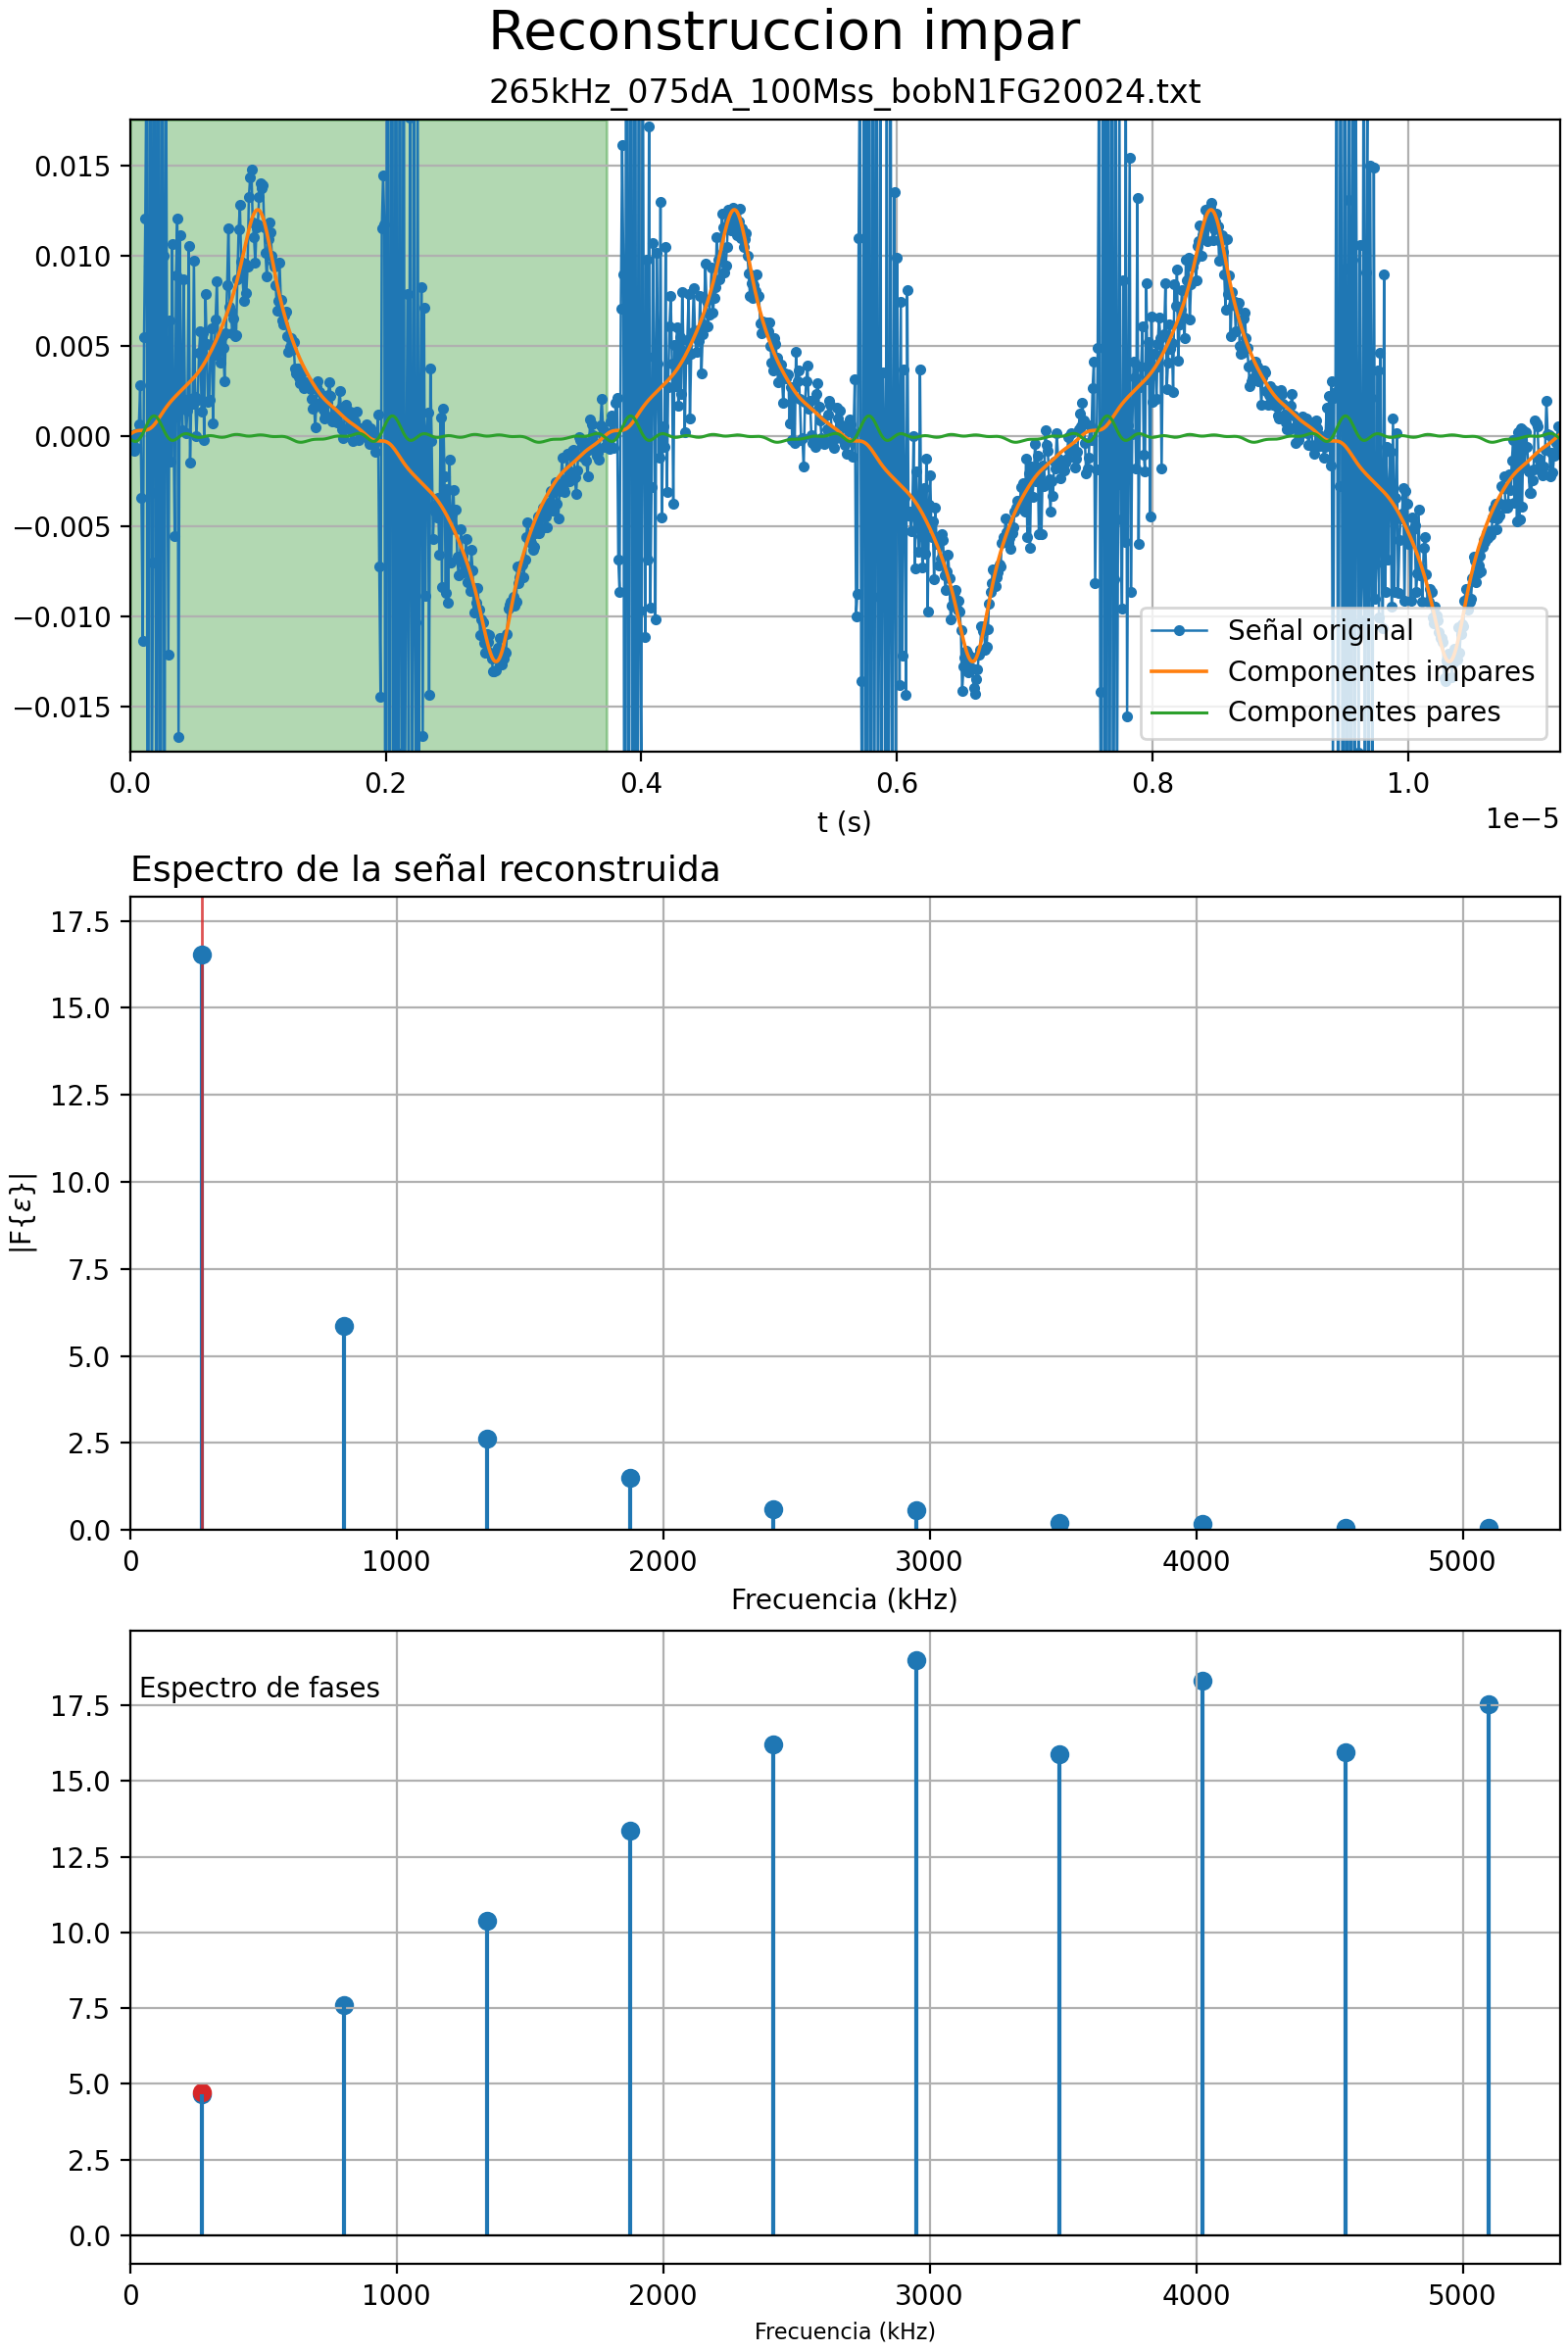 Reconstruccion impar
265kHz_075dA_100Mss_bobN1FG20024.txt
0.015
0.010
0.005
0.000
−0.005
−0.010
−0.015
Señal original
Componentes impares
Componentes pares
0.0 0.2 0.4 0.6 0.8 1.0
1e−5
t (s)
Espectro de la señal reconstruida
17.5
15.0
12.5
10.0
7.5
5.0
2.5
0.0
|F{ε}|
0 1000 2000 3000 4000 5000
Frecuencia (kHz)
Espectro de fases
17.5
15.0
12.5
10.0
7.5
5.0
2.5
0.0
0 1000 2000 3000 4000 5000
Frecuencia (kHz)